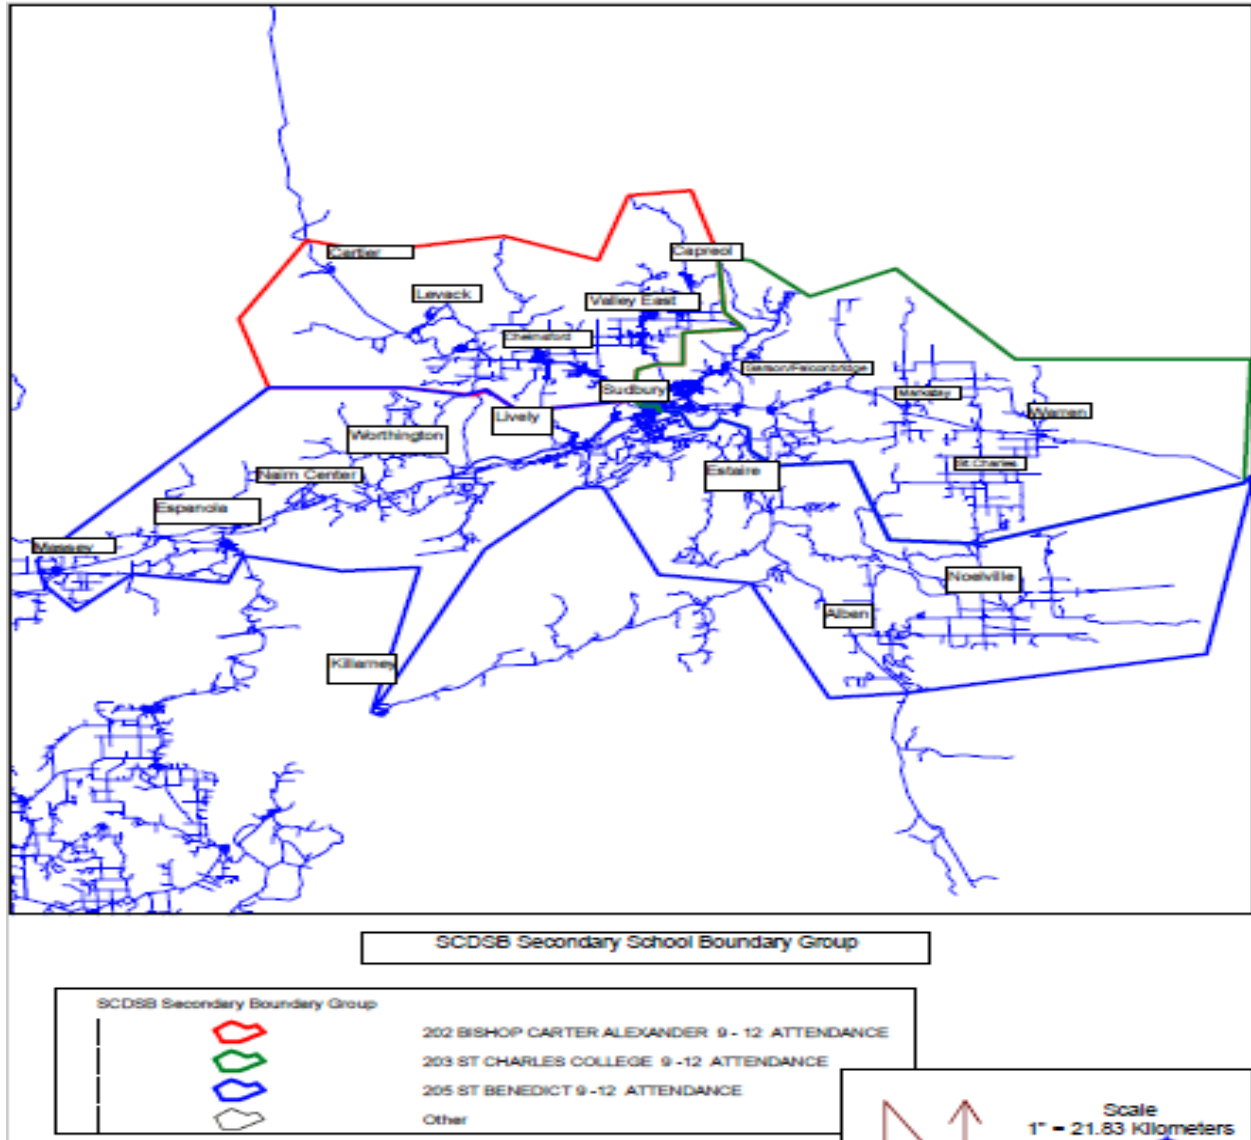 Cartier
Capreol
Levack
Valley East
Chelmsford
Garson/Falconbridge
Sudbury
Markstay
Warren
Lively
Worthington
St Charles
Estaire
Nairn Center
Espanola
Massey
Noelville
Alben
Killarney
SCDSB Secondary School Boundary Group
SCDSB Secondary Boundary Group
202 BISHOP CARTER ALEXANDER 9 - 12 ATTENDANCE
203 ST CHARLES COLLEGE 9 -12 ATTENDANCE
205 ST BENEDICT 9 -12 ATTENDANCE
Other
Scale
1" = 21.83 Kilometers